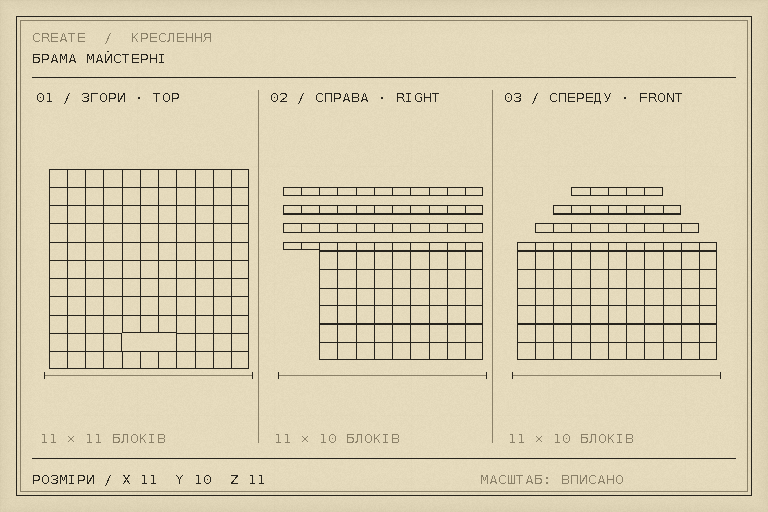 CREATE / КРЕСЛЕННЯ
БРАМА МАЙСТЕРНІ
01 / ЗГОРИ · TOP
02 / СПРАВА · RIGHT
03 / СПЕРЕДУ · FRONT
11 × 11 БЛОКІВ
11 × 10 БЛОКІВ
11 × 10 БЛОКІВ
РОЗМІРИ / X 11 Y 10 Z 11
МАСШТАБ: ВПИСАНО